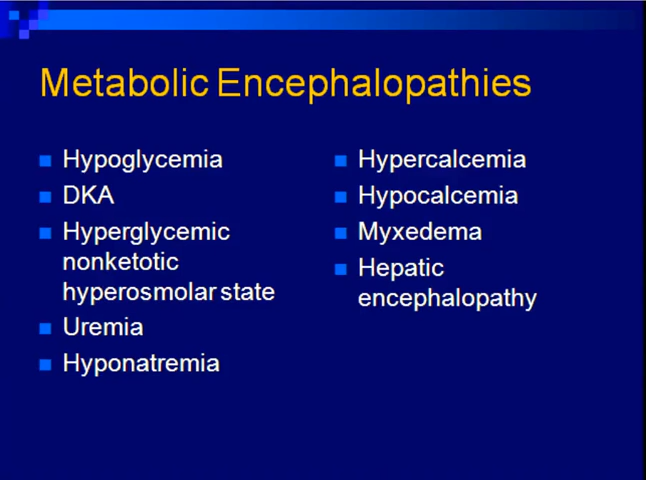 Metabolic Encephalopathies
Hypoglycemia
DKA
Hyperglycemic
nonketotic
hyperosmolar state
Uremia
Hyponatremia
Hypercalcemia
Hypocalcemia
Myxedema
Hepatic
encephalopathy